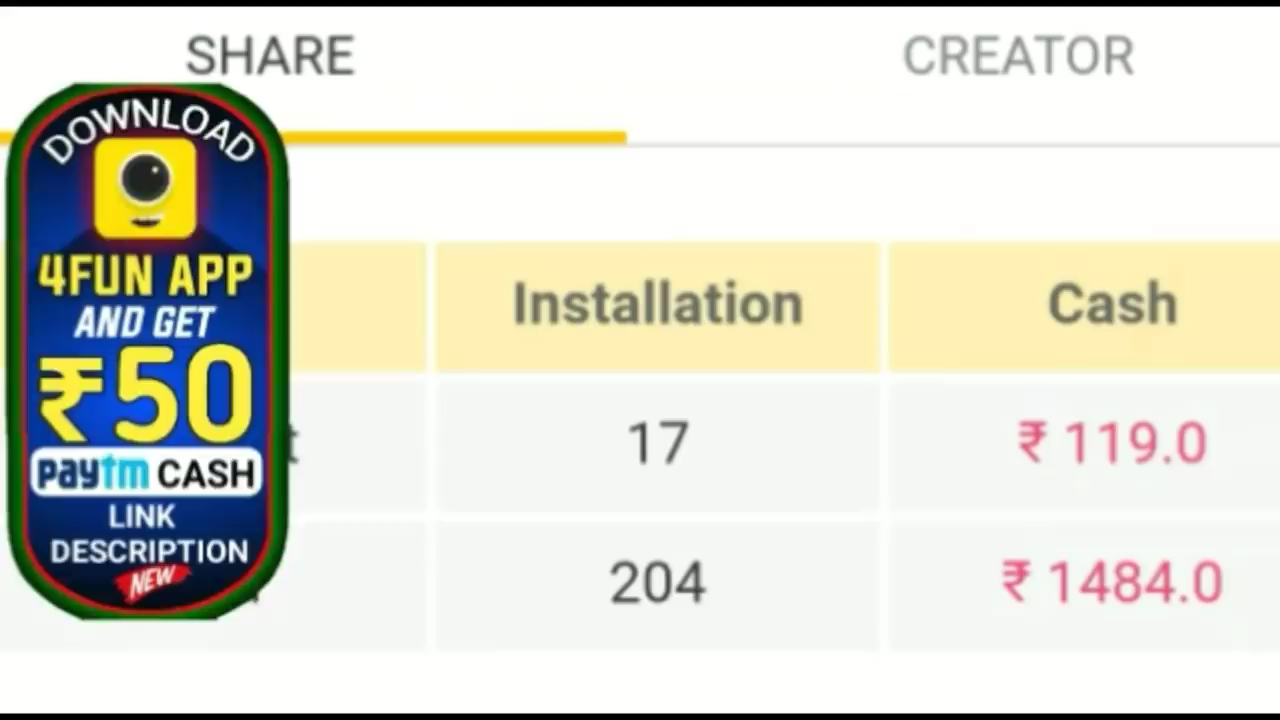 SHARE
CREATOR
DOWNLOAD
4FUN APP
AND GET
₹50
paytm CASH
LINK
DESCRIPTION
NEW
Installation
Cash
17
₹ 119.0
204
₹ 1484.0